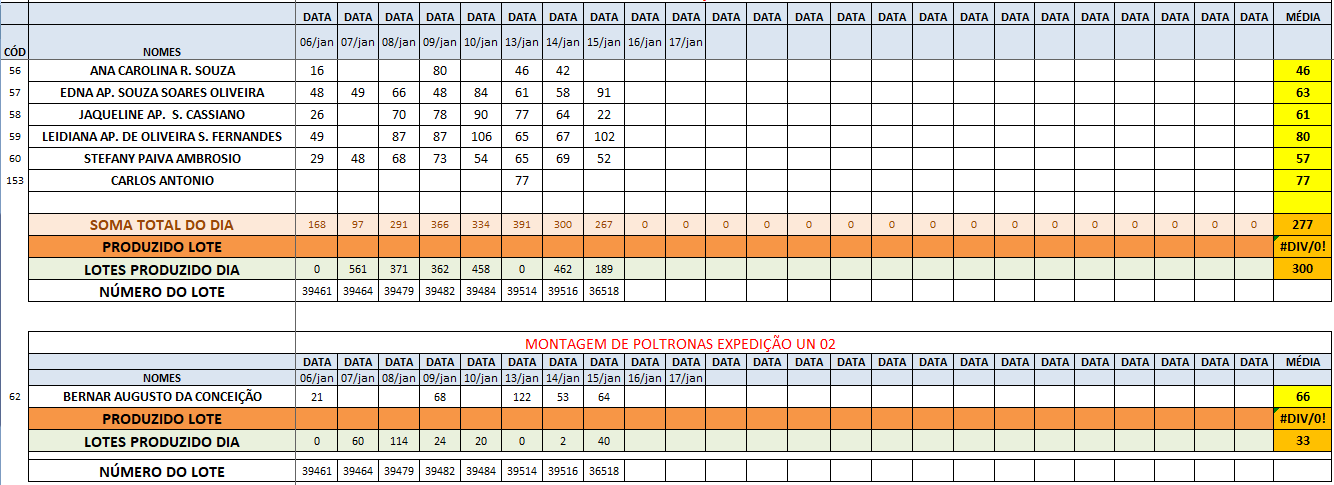 DATA DATA DATA DATA DATA DATA DATA DATA DATA DATA DATA DATA DATA DATA DATA DATA DATA DATA DATA DATA DATA DATA DATA DATA MÉDIA
CÓD NOMES 06/jan 07/jan 08/jan 09/jan 10/jan 13/jan 14/jan 15/jan 16/jan 17/jan
56 ANA CAROLINA R. SOUZA 16 80 46 42 46
57 EDNA AP. SOUZA SOARES OLIVEIRA 48 49 66 48 84 61 58 91 63
58 JAQUELINE AP. S. CASSIANO 26 70 78 90 77 64 22 61
59 LEIDIANA AP. DE OLIVEIRA S. FERNANDES 49 87 87 106 65 67 102 80
60 STEFANY PAIVA AMBROSIO 29 48 68 73 54 65 69 52 57
153 CARLOS ANTONIO 77 77
SOMA TOTAL DO DIA 168 97 291 366 334 391 300 267 0 0 0 0 0 0 0 0 0 0 0 0 0 0 0 0 277
PRODUZIDO LOTE #DIV/0!
LOTES PRODUZIDO DIA 0 561 371 362 458 0 462 189 300
NÚMERO DO LOTE 39461 39464 39479 39482 39484 39514 39516 36518
MONTAGEM DE POLTRONAS EXPEDIÇÃO UN 02
DATA DATA DATA DATA DATA DATA DATA DATA DATA DATA DATA DATA DATA DATA DATA DATA DATA DATA DATA DATA DATA DATA DATA DATA MÉDIA
NOMES 06/jan 07/jan 08/jan 09/jan 10/jan 13/jan 14/jan 15/jan 16/jan 17/jan
62 BERNAR AUGUSTO DA CONCEIÇÃO 21 68 122 53 64 66
PRODUZIDO LOTE #DIV/0!
LOTES PRODUZIDO DIA 0 60 114 24 20 0 2 40 33
NÚMERO DO LOTE 39461 39464 39479 39482 39484 39514 39516 36518